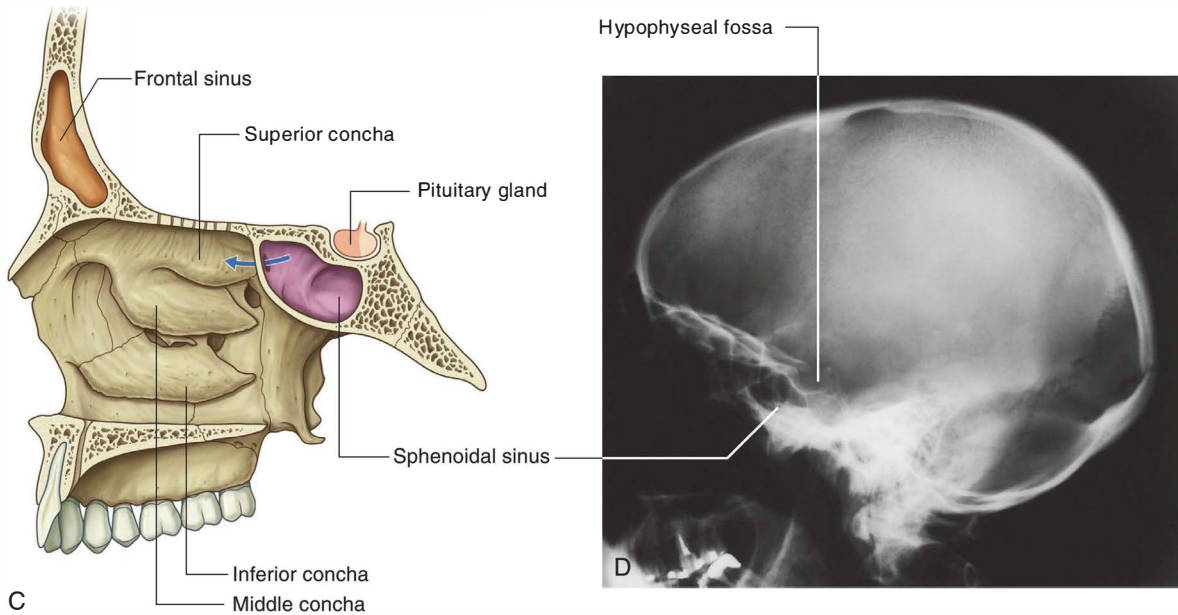 Hypophyseal fossa
Frontal sinus
Superior concha
Pituitary gland
Sphenoidal sinus
Inferior concha
Middle concha
C
D